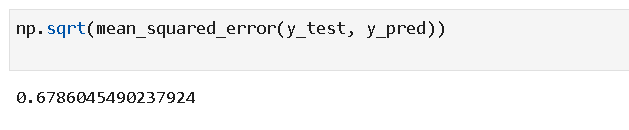 np.sqrt(mean_squared_error(y_test, y_pred))
0.6786045490237924